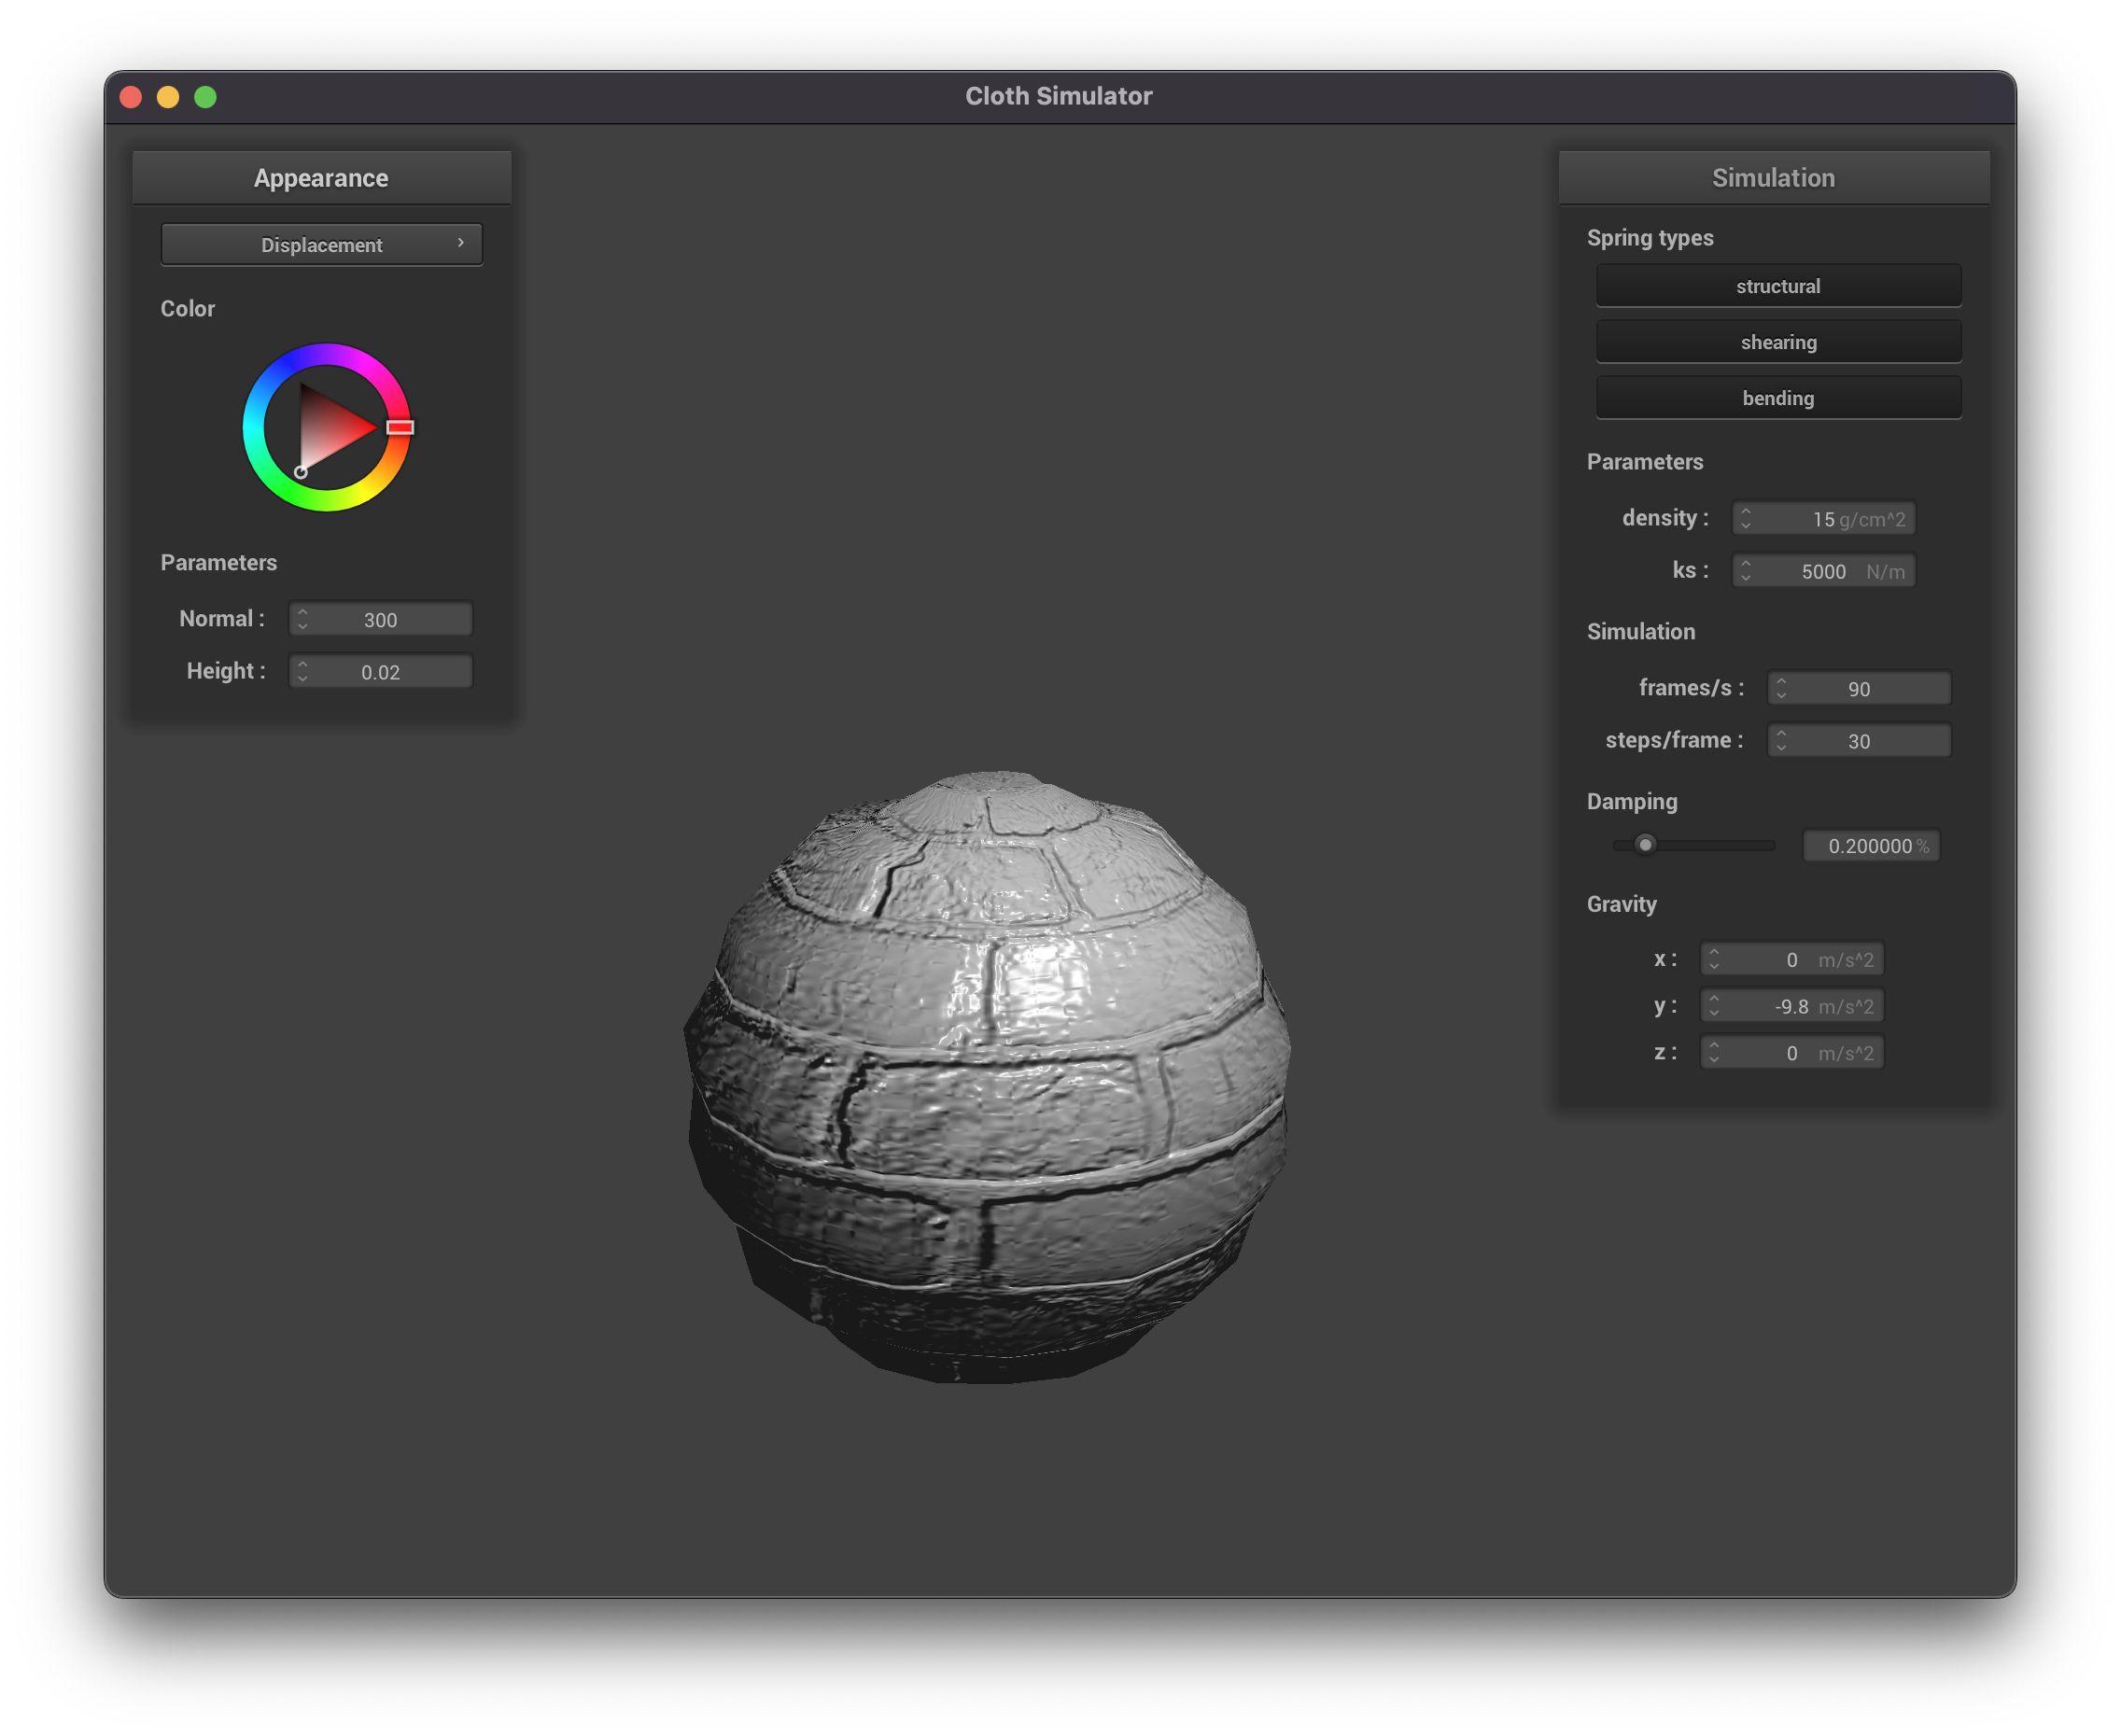 Cloth Simulator
Appearance
Displacement
Color
Parameters
Normal : 300
Height : 0.02
Simulation
Spring types
structural
shearing
bending
Parameters
density : 15 g/cm^2
ks : 5000 N/m
Simulation
frames/s : 90
steps/frame : 30
Damping
0.200000 %
Gravity
x : 0 m/s^2
y : -9.8 m/s^2
z : 0 m/s^2